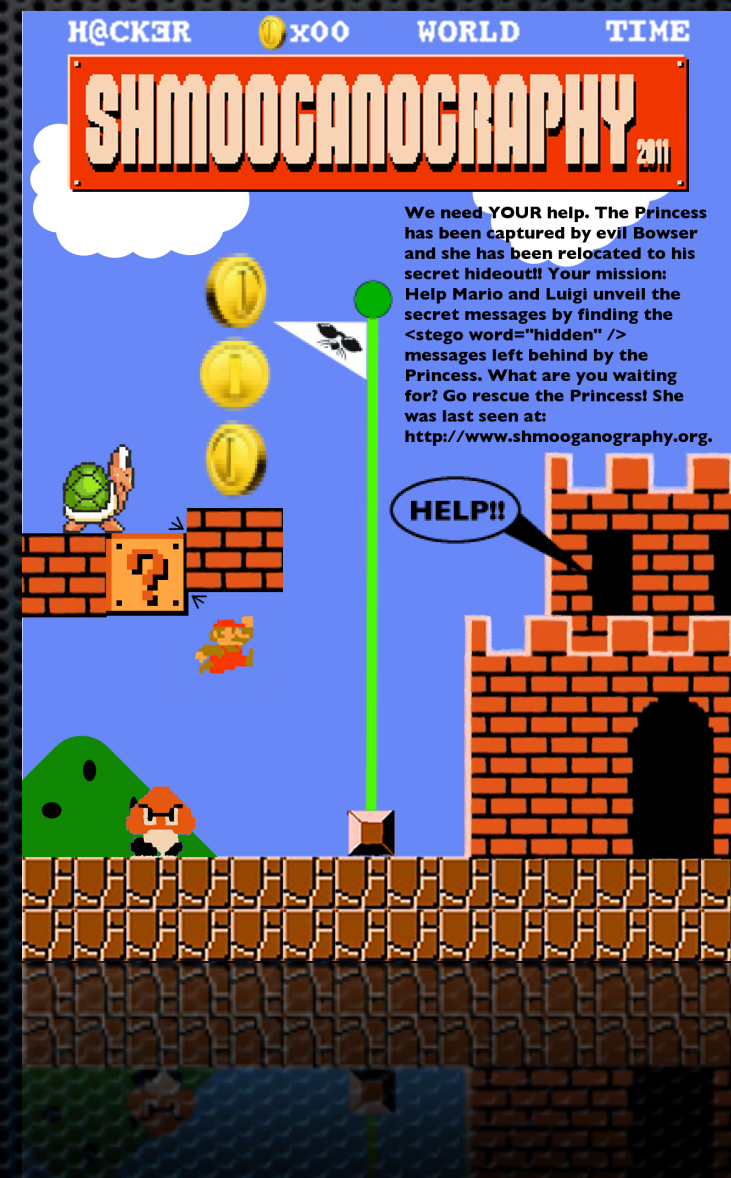 H@CKƎR x00 WORLD TIME
SHMOOGANOGRAPHY
2011
We need YOUR help. The Princess
has been captured by evil Bowser
and she has been relocated to his
secret hideout!! Your mission:
Help Mario and Luigi unveil the
secret messages by finding the
<stego word="hidden" />
messages left behind by the
Princess. What are you waiting
for? Go rescue the Princess! She
was last seen at:
http://www.shmooganography.org.
HELP!!
?